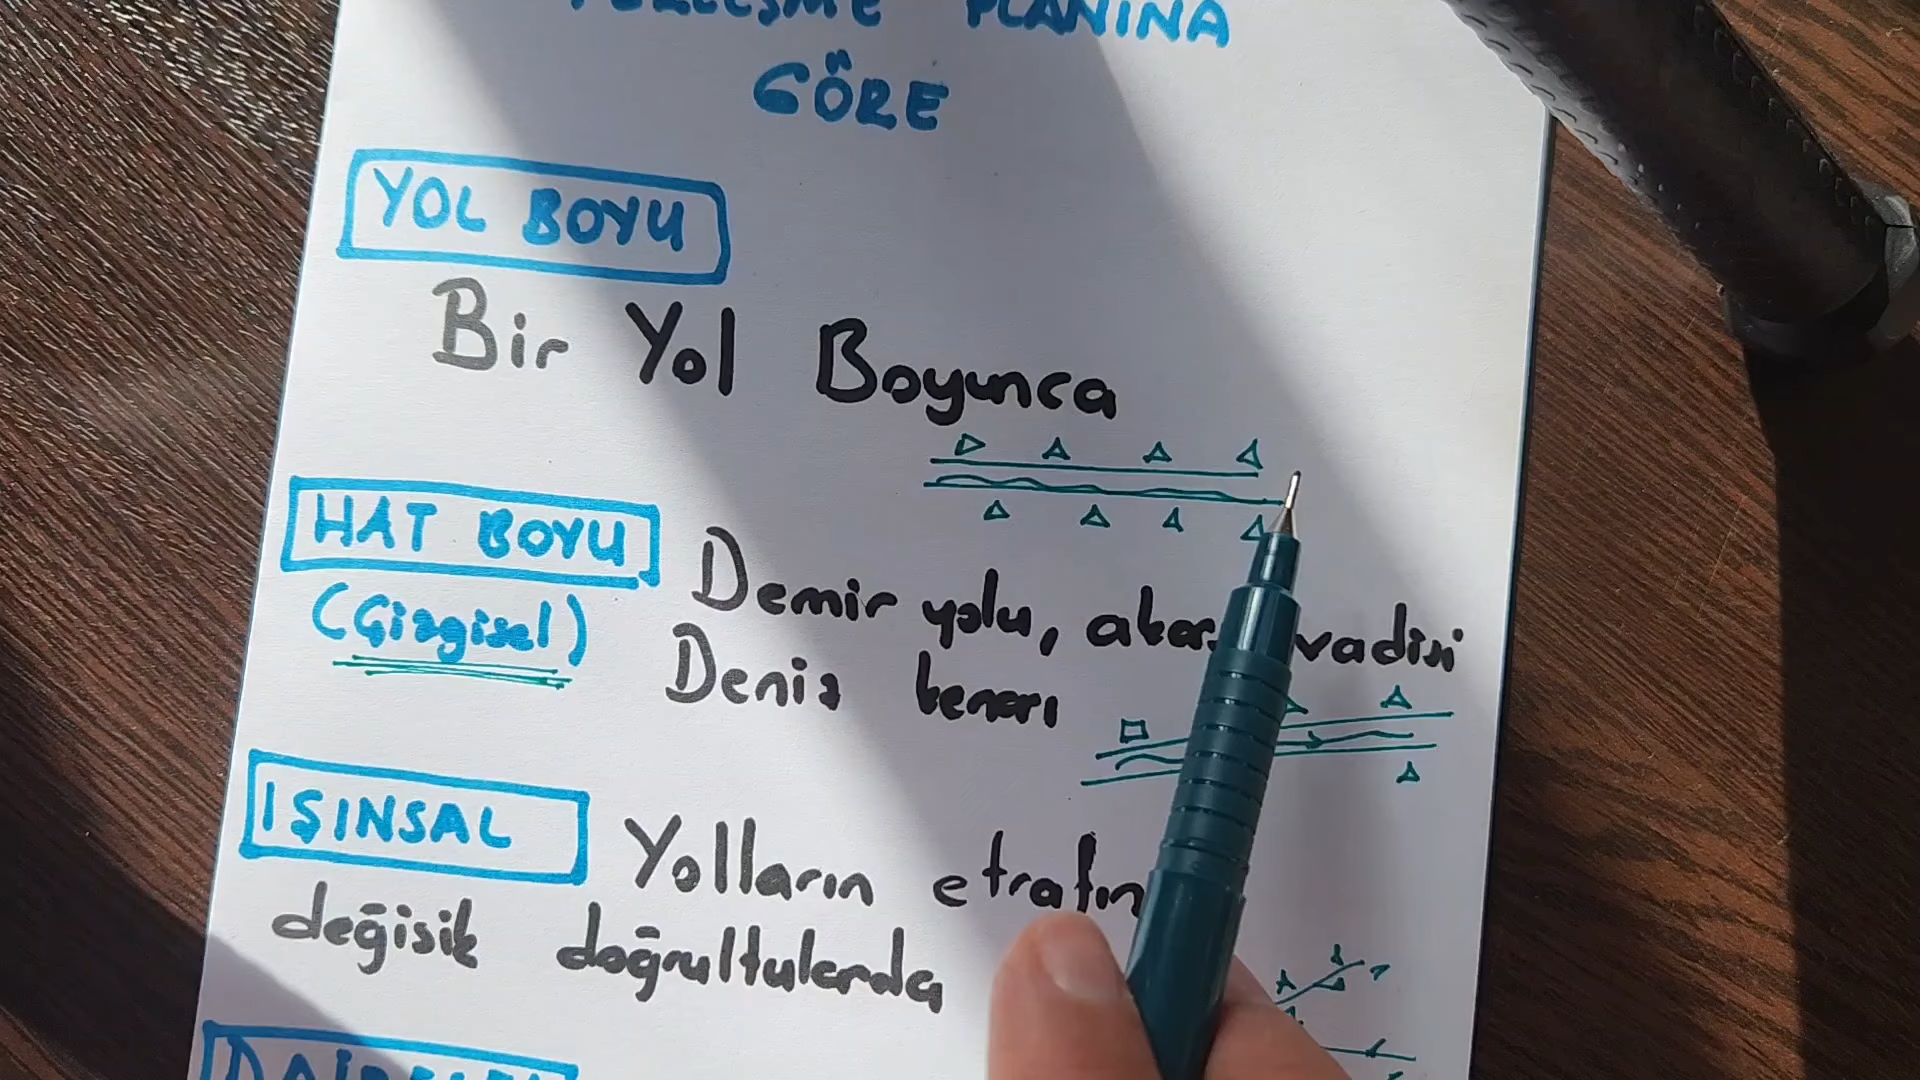 PLANINA
GÖRE
YOL BOYU
Bir Yol Boyunca
HAT BOYU
(Çizgisel)
Demir yolu, vadisi
Deniz kenarı
IŞINSAL
Yolların
değişik doğrultularda